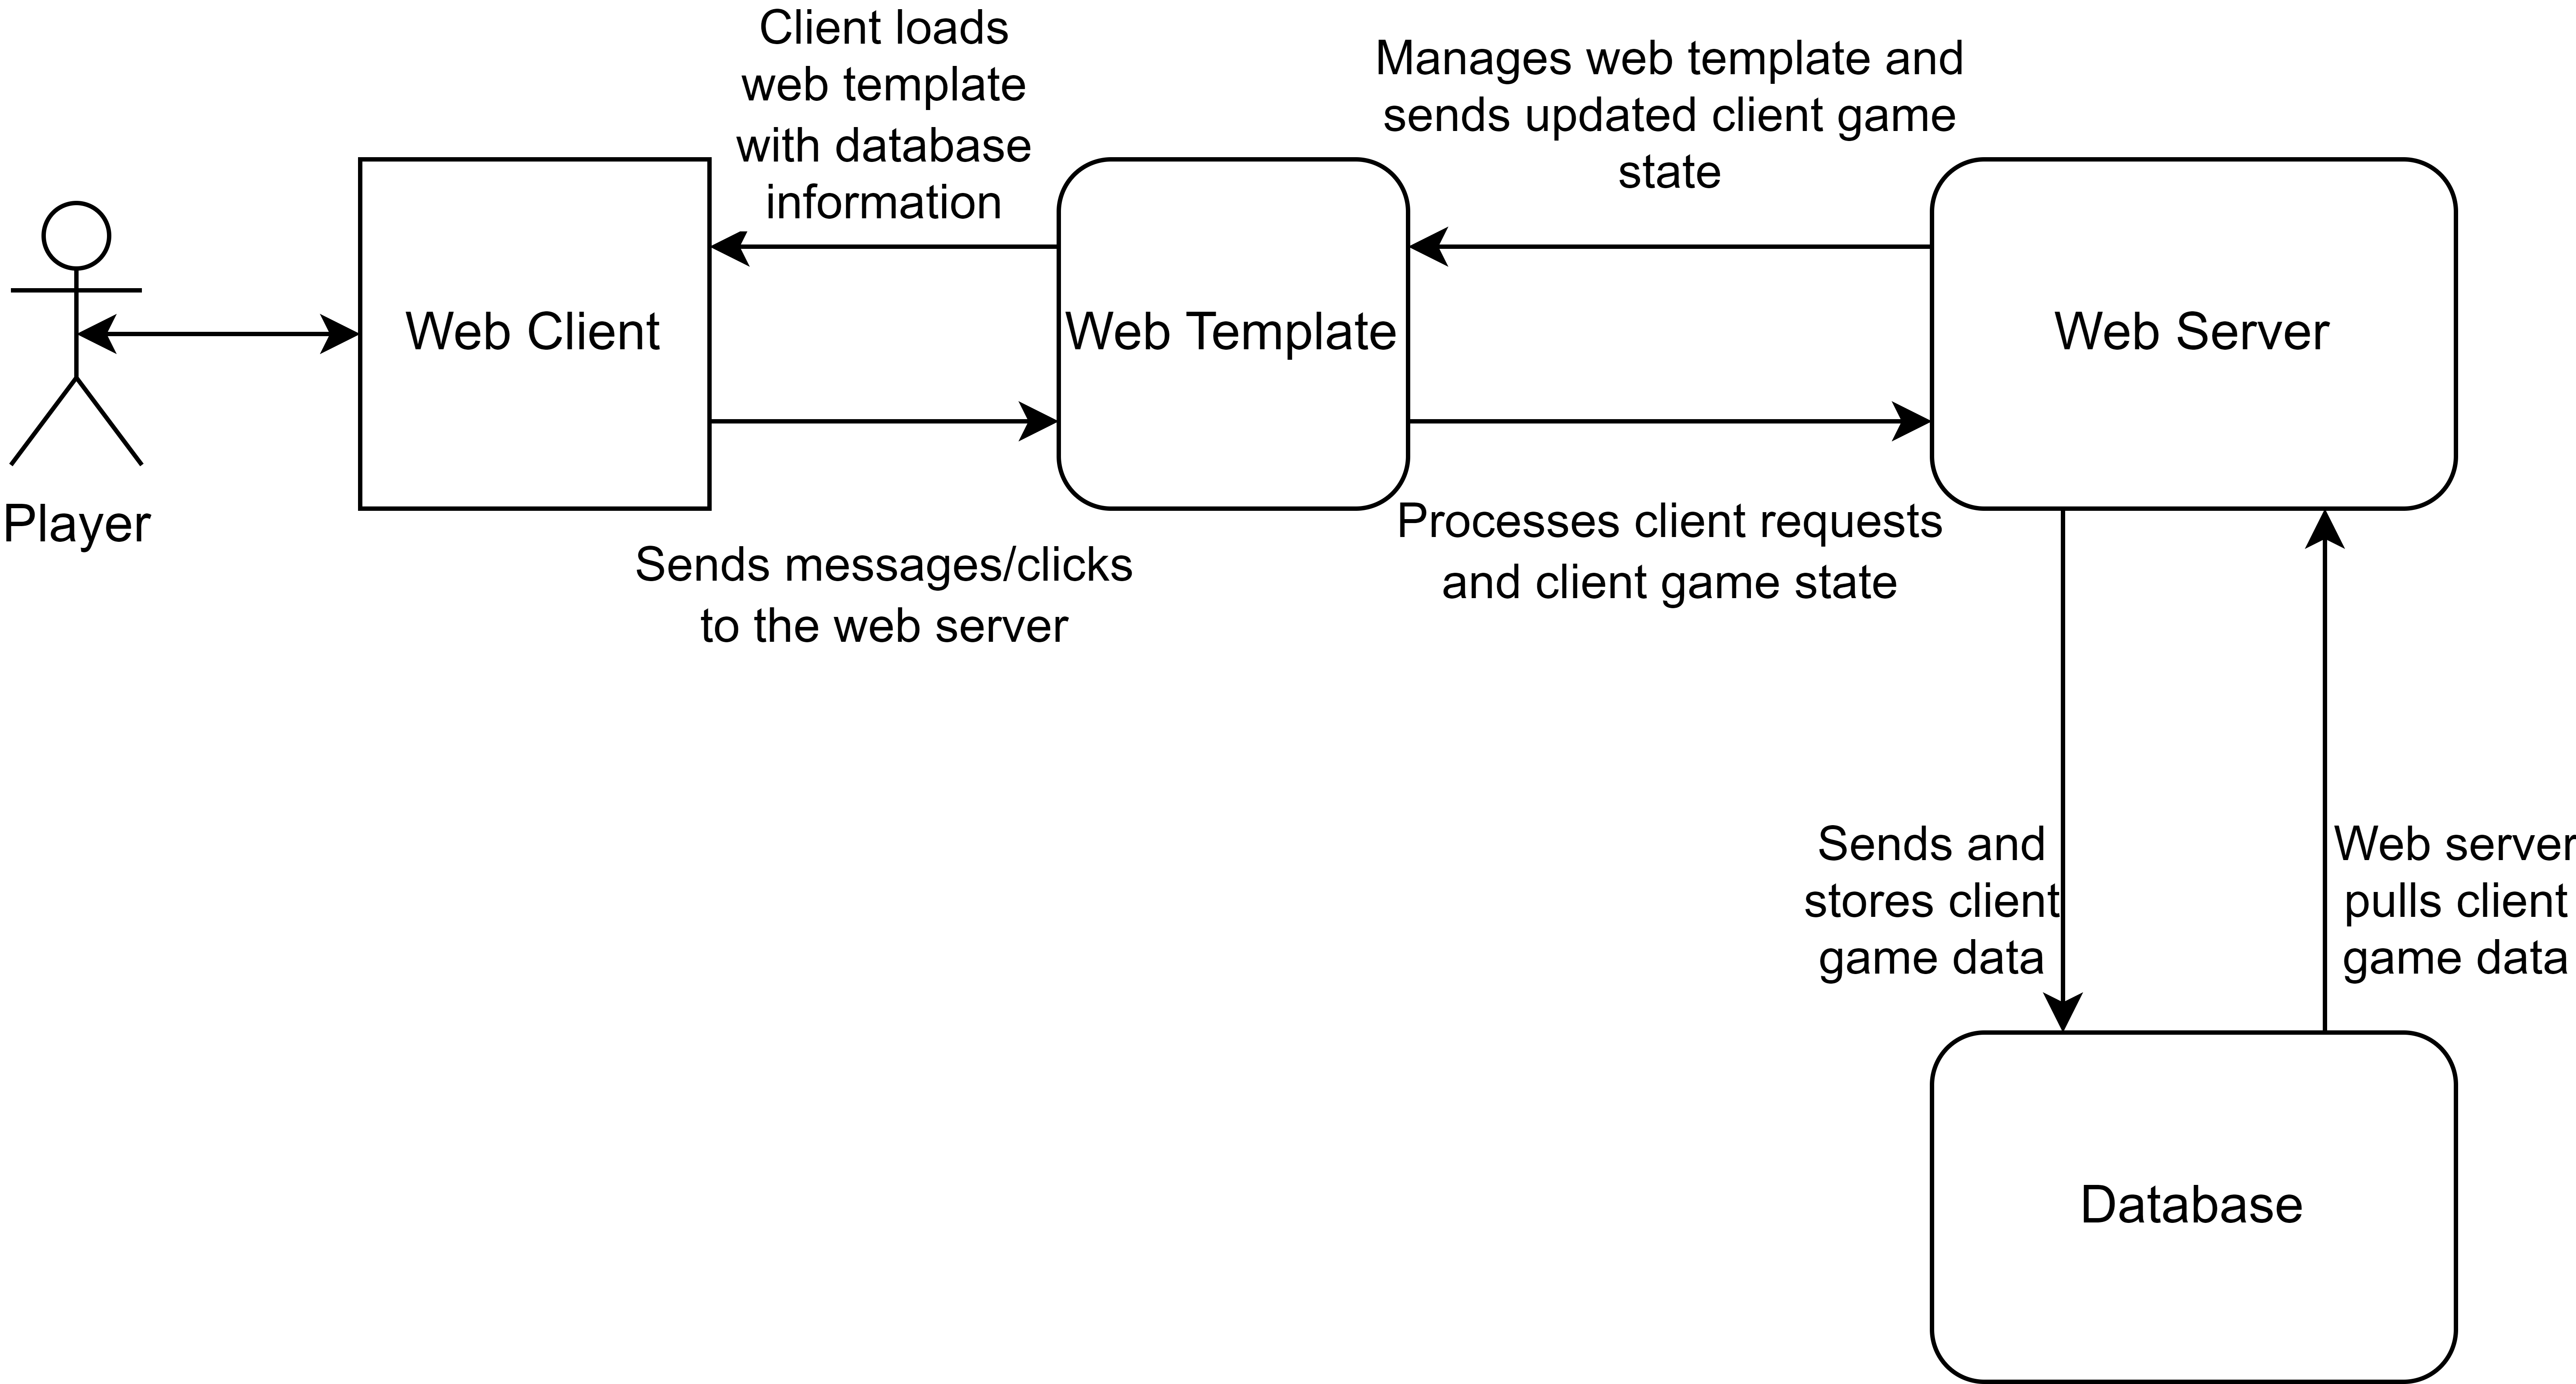 Client loads
web template
with database
information
Manages web template and
sends updated client game
state
Player
Web Client
Web Template
Web Server
Sends messages/clicks
to the web server
Processes client requests
and client game state
Sends and
stores client
game data
Web server
pulls client
game data
Database